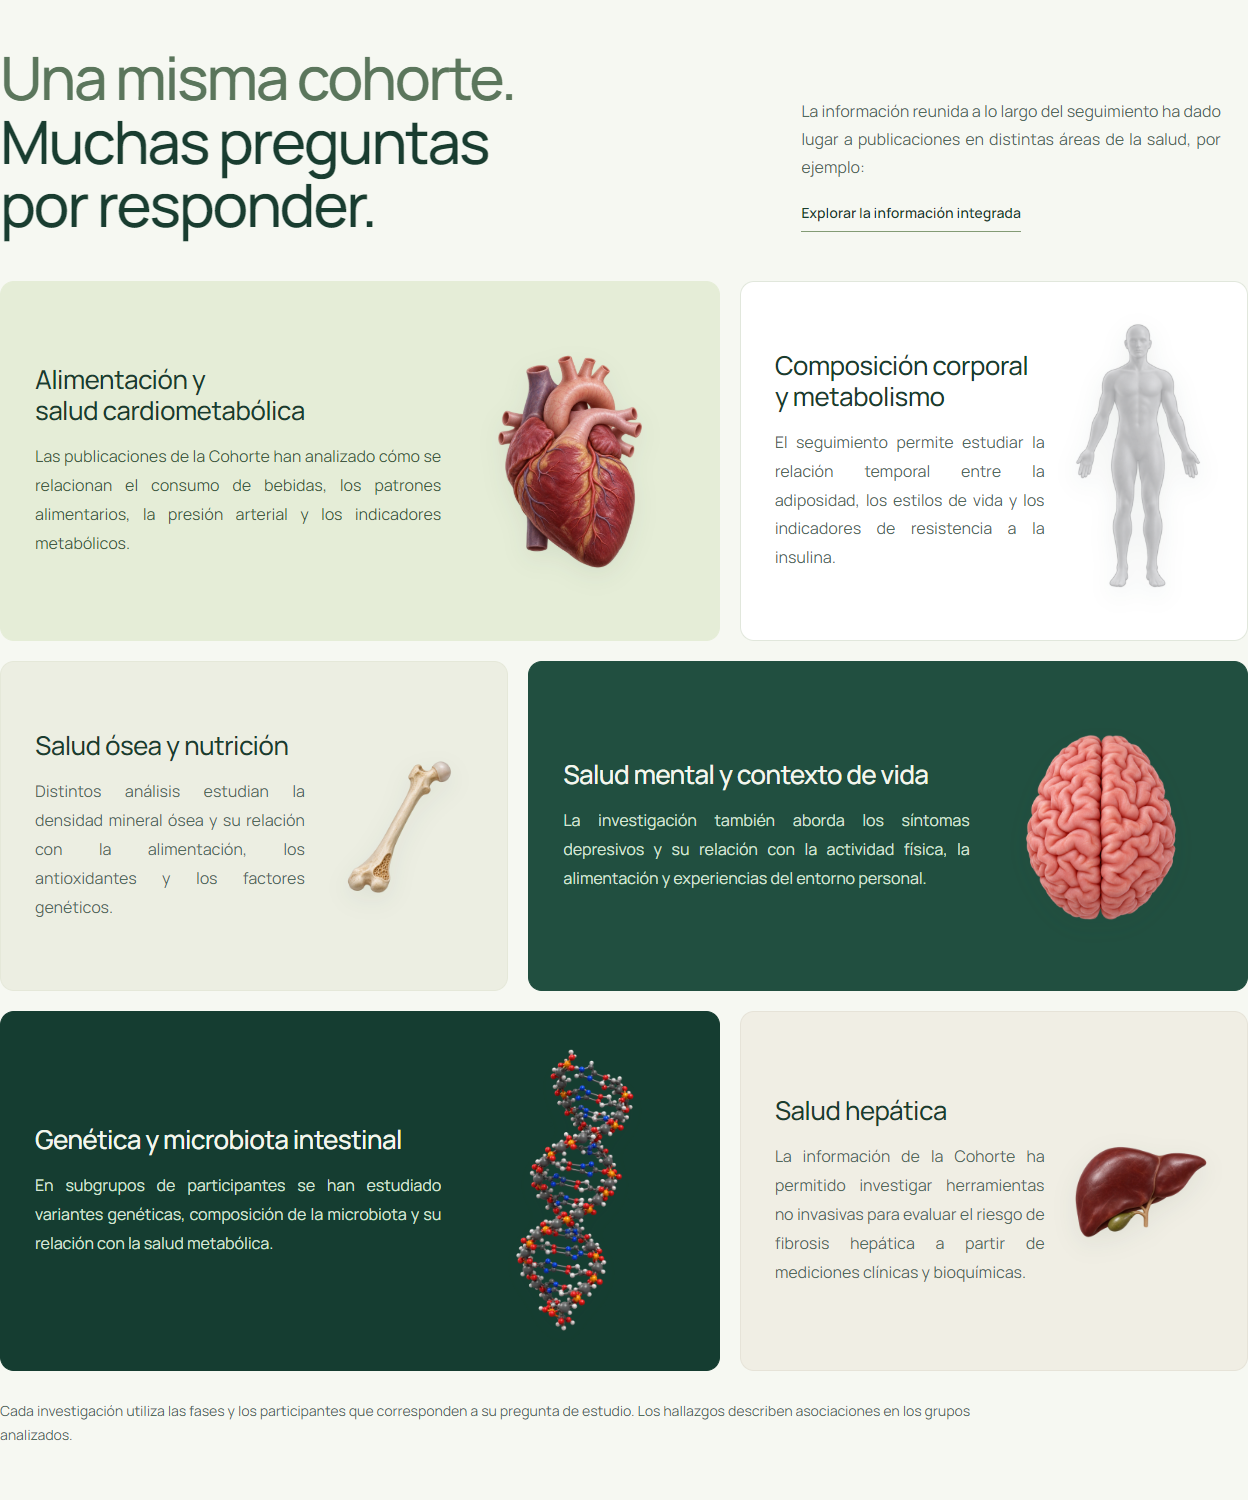 Una misma cohorte.
Muchas preguntas
por responder.
La información reunida a lo largo del seguimiento ha dado
lugar a publicaciones en distintas áreas de la salud, por
ejemplo:
Explorar la información integrada
Alimentación y
salud cardiometabólica
Las publicaciones de la Cohorte han analizado cómo se
relacionan el consumo de bebidas, los patrones
alimentarios, la presión arterial y los indicadores
metabólicos.
Composición corporal
y metabolismo
El seguimiento permite estudiar la
relación temporal entre la
adiposidad, los estilos de vida y los
indicadores de resistencia a la
insulina.
Salud ósea y nutrición
Distintos análisis estudian la
densidad mineral ósea y su relación
con la alimentación, los
antioxidantes y los factores
genéticos.
Salud mental y contexto de vida
La investigación también aborda los síntomas
depresivos y su relación con la actividad física, la
alimentación y experiencias del entorno personal.
Genética y microbiota intestinal
En subgrupos de participantes se han estudiado
variantes genéticas, composición de la microbiota y su
relación con la salud metabólica.
Salud hepática
La información de la Cohorte ha
permitido investigar herramientas
no invasivas para evaluar el riesgo de
fibrosis hepática a partir de
mediciones clínicas y bioquímicas.
Cada investigación utiliza las fases y los participantes que corresponden a su pregunta de estudio. Los hallazgos describen asociaciones en los grupos
analizados.